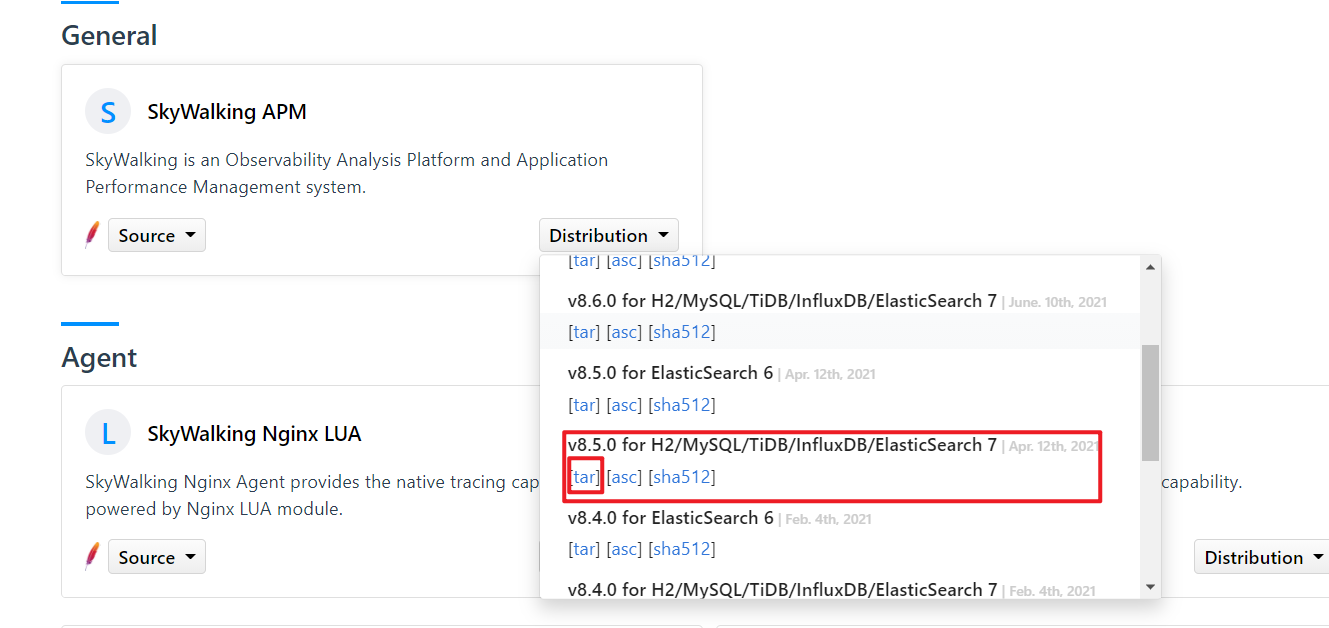 General
S
SkyWalking APM
SkyWalking is an Observability Analysis Platform and Application
Performance Management system.
Source
Distribution
[tar] [asc] [sha512]
v8.6.0 for H2/MySQL/TiDB/InfluxDB/ElasticSearch 7 | June. 10th, 2021
[tar] [asc] [sha512]
v8.5.0 for ElasticSearch 6 | Apr. 12th, 2021
[tar] [asc] [sha512]
v8.5.0 for H2/MySQL/TiDB/InfluxDB/ElasticSearch 7 | Apr. 12th, 2021
[tar] [asc] [sha512]
v8.4.0 for ElasticSearch 6 | Feb. 4th, 2021
[tar] [asc] [sha512]
v8.4.0 for H2/MySQL/TiDB/InfluxDB/ElasticSearch 7 | Feb. 4th, 2021
Agent
L
SkyWalking Nginx LUA
SkyWalking Nginx Agent provides the native tracing cap
powered by Nginx LUA module.
Source
capability.
Distribution